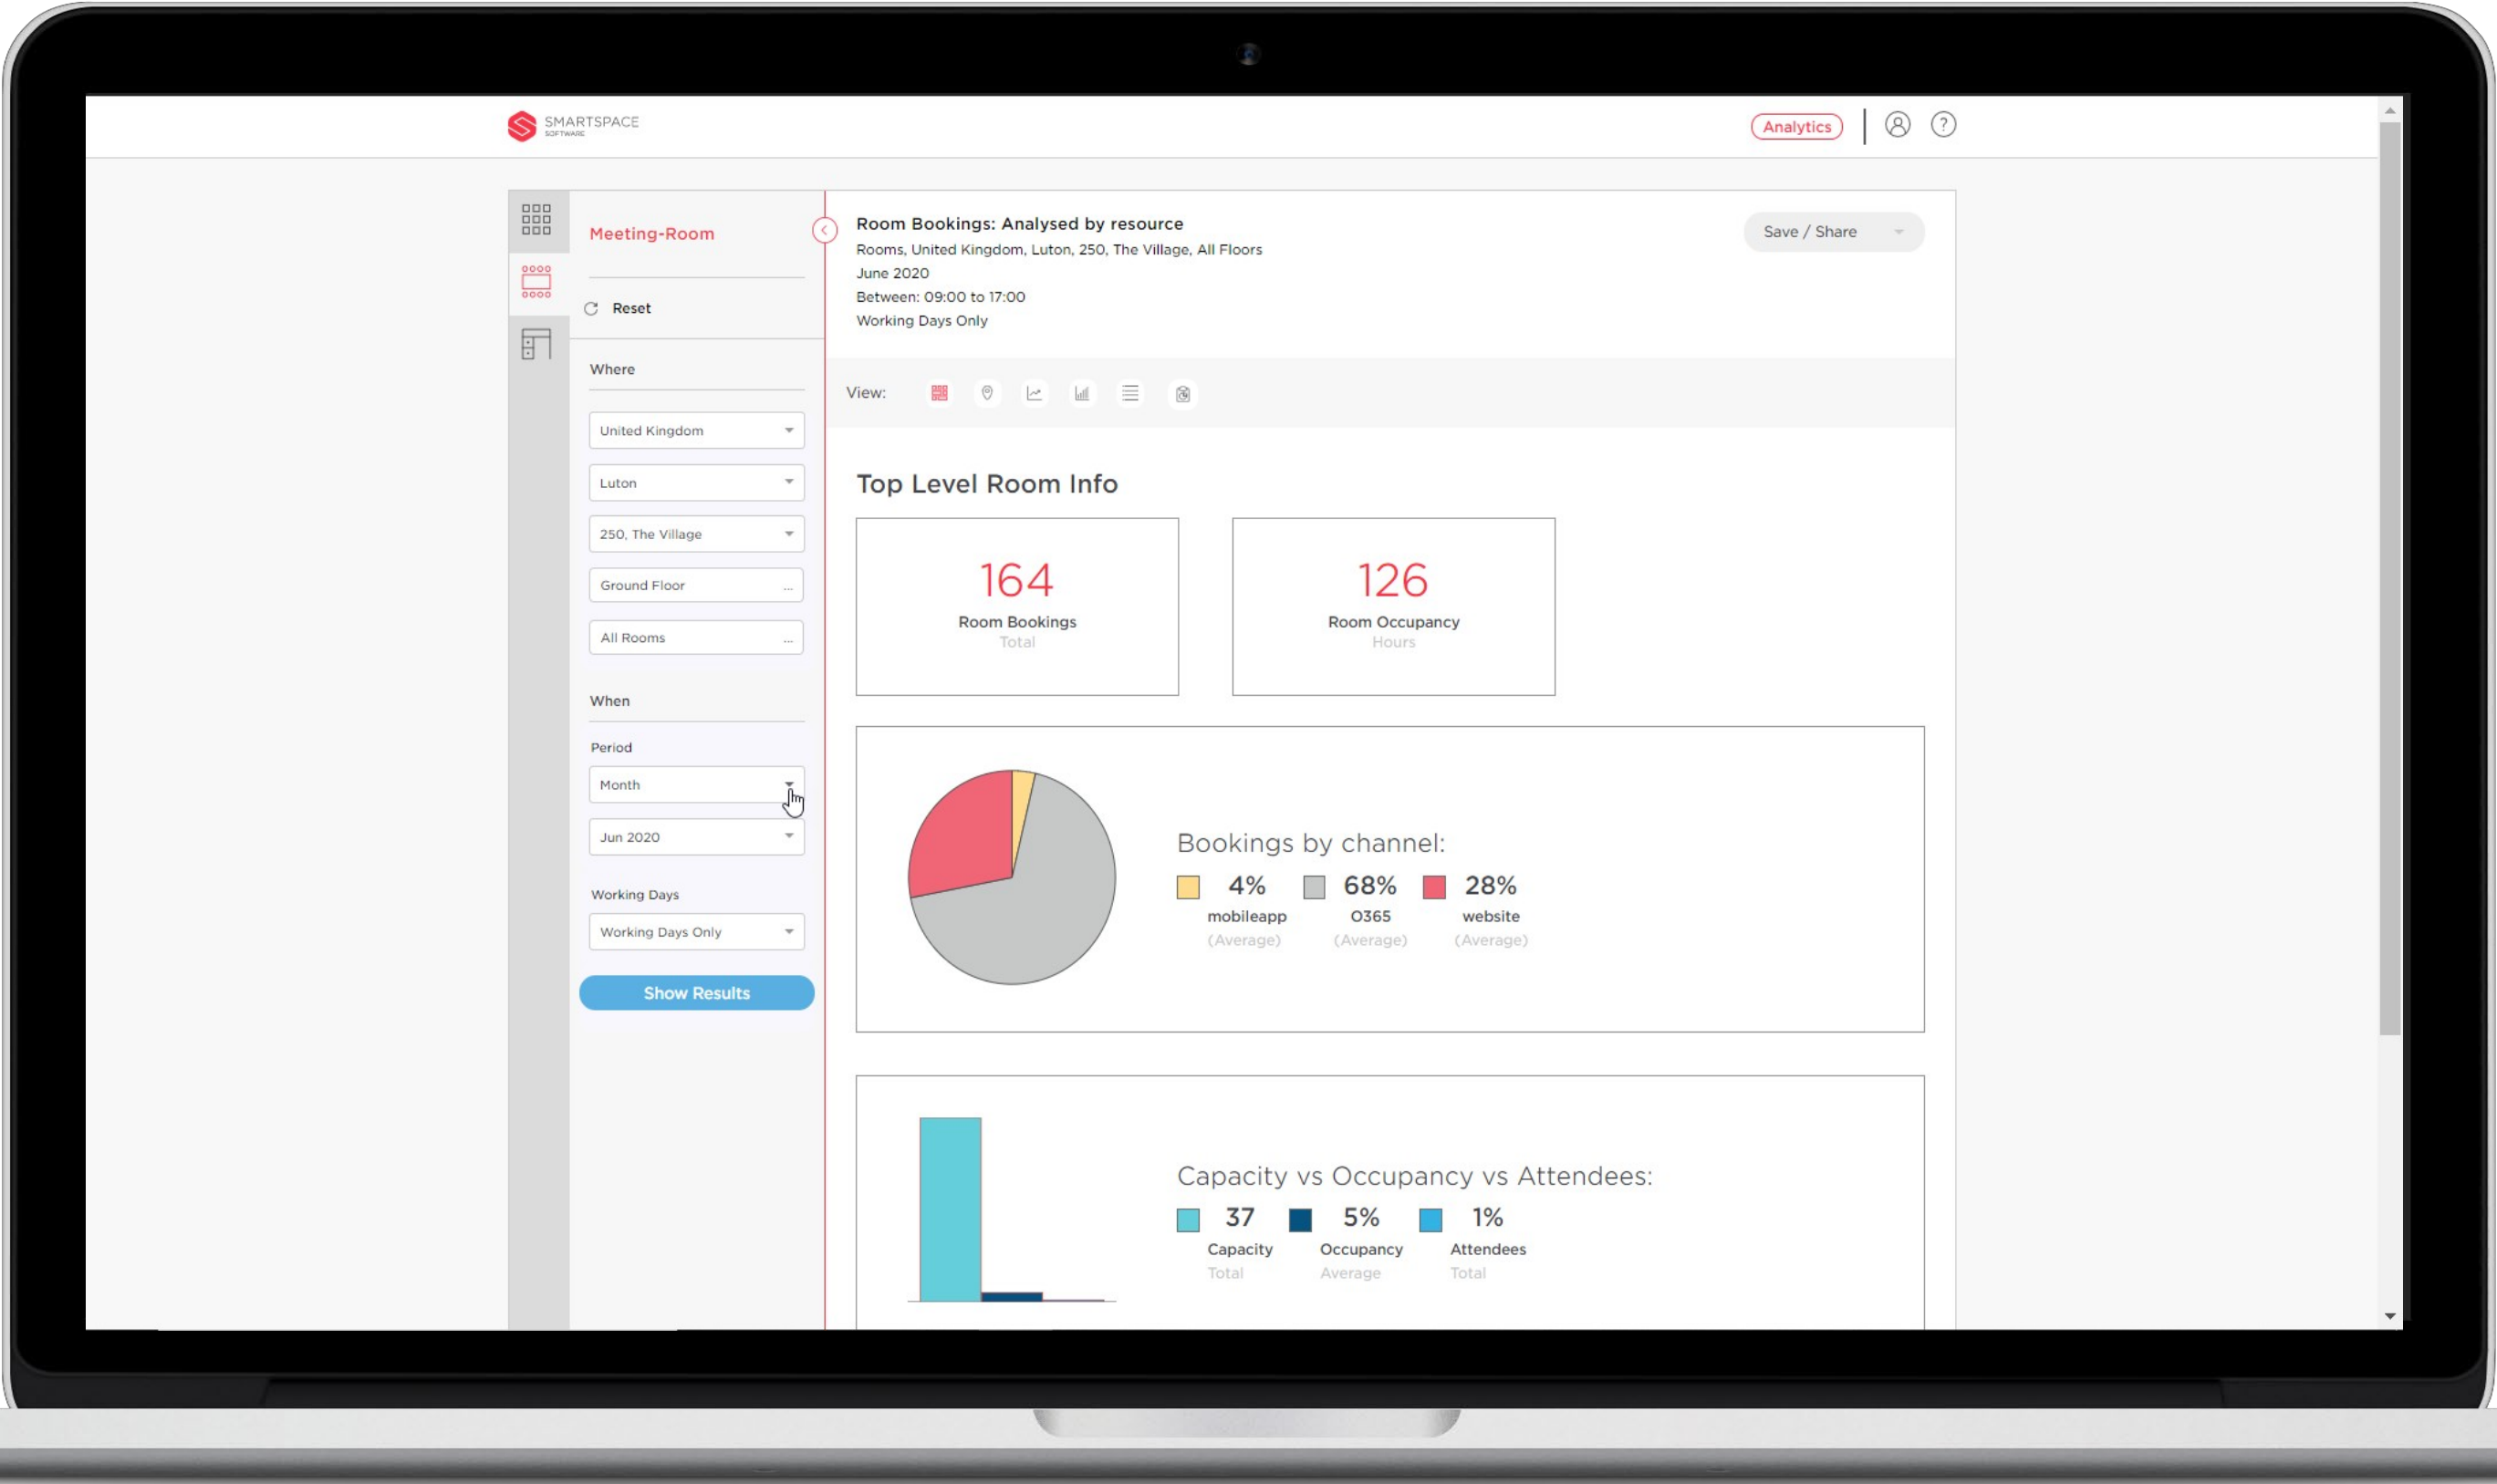 SMARTSPACE
SOFTWARE
Analytics
?
Meeting-Room
Reset
Where
United Kingdom
Luton
250, The Village
Ground Floor ...
All Rooms ...
When
Period
Month
Jun 2020
Working Days
Working Days Only
Show Results
Room Bookings: Analysed by resource
Rooms, United Kingdom, Luton, 250, The Village, All Floors
June 2020
Between: 09:00 to 17:00
Working Days Only
Save / Share
View:
Top Level Room Info
164
Room Bookings
Total
126
Room Occupancy
Hours
Bookings by channel:
4% 68% 28%
mobileapp O365 website
(Average) (Average) (Average)
Capacity vs Occupancy vs Attendees:
37 5% 1%
Capacity Occupancy Attendees
Total Average Total